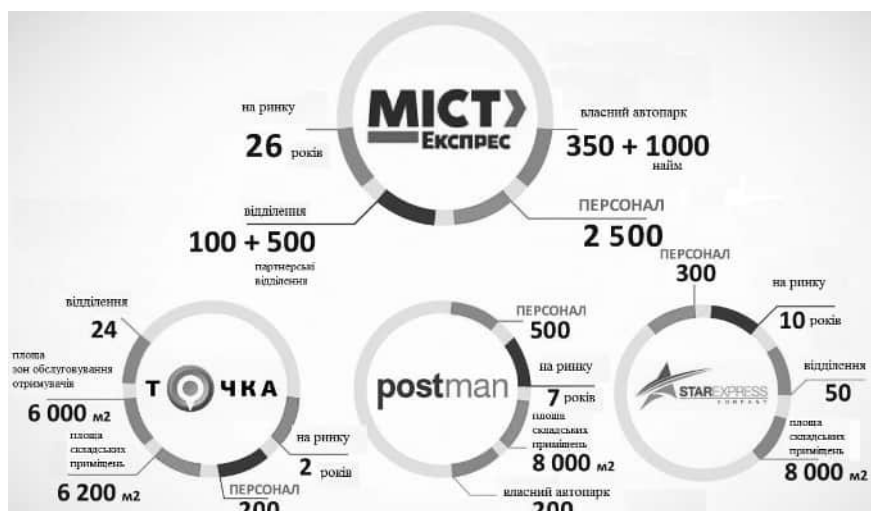 МІСТ
ЕКСПРЕС
на ринку
26 років
власний автопарк
350 + 1000
найм
відділення
100 + 500
партнерські
відділення
ПЕРСОНАЛ
2 500
відділення
24
площа
зон обслуговування
отримувачів
6 000 м2
площа
складських
приміщень
6 200 м2
ТОЧКА
на ринку
2 років
ПЕРСОНАЛ
200
postman
ПЕРСОНАЛ
500
на ринку
7 років
площа
складських
приміщень
8 000 м2
власний автопарк
200
ПЕРСОНАЛ
300
на ринку
10 років
STAREXPRESS
COMPANY
відділення
50
площа
складських
приміщень
8 000 м2